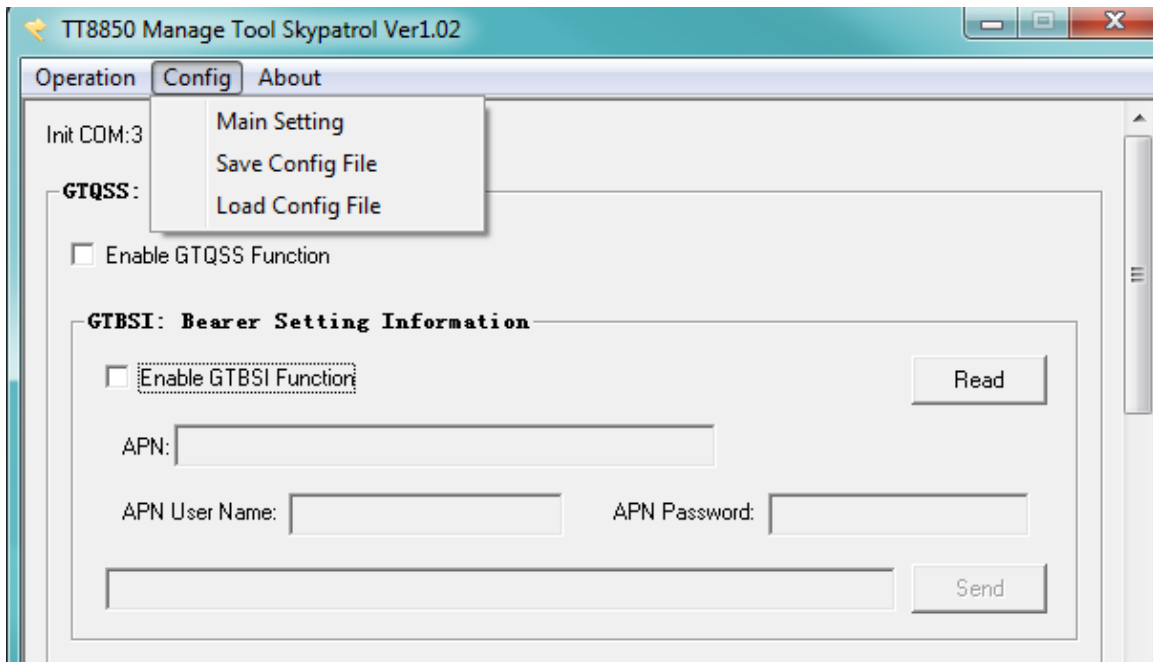 TT8850 Manage Tool Skypatrol Ver1.02
Operation Config About
Main Setting
Save Config File
Load Config File
Init COM:3
GTQSS:
Enable GTQSS Function
GTBSI: Bearer Setting Information
Enable GTBSI Function
Read
APN:
APN User Name: APN Password:
Send